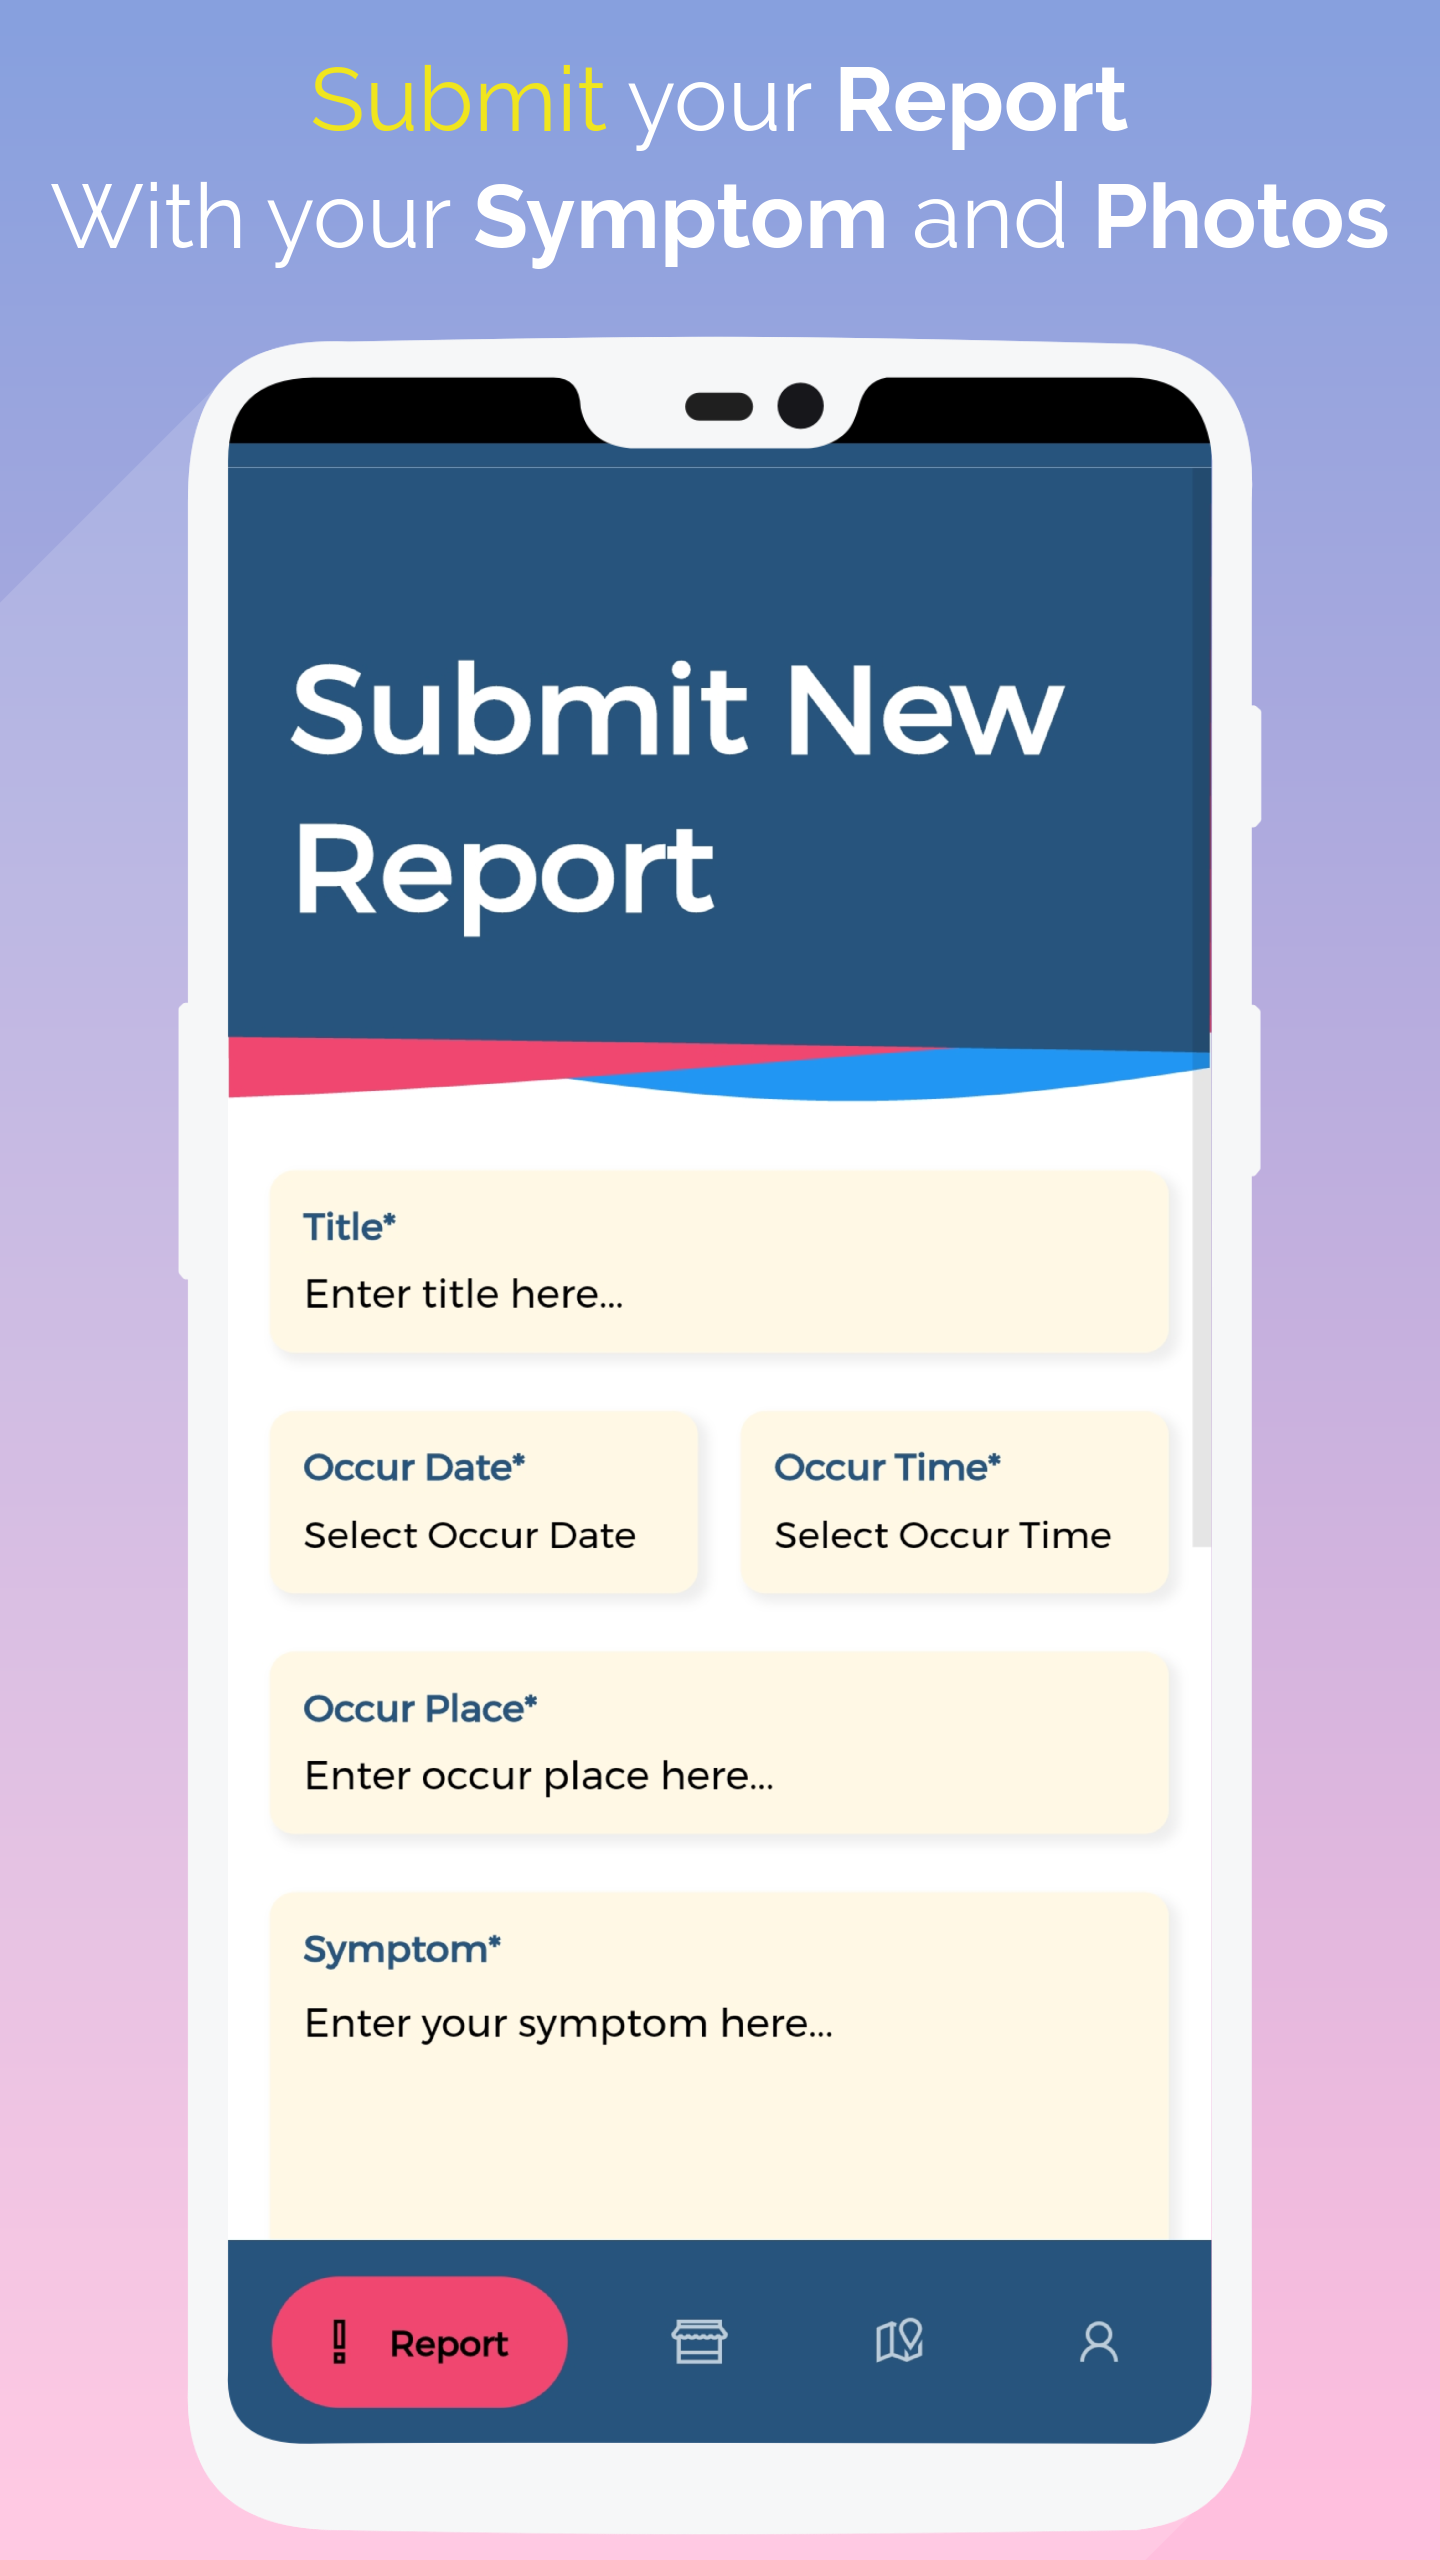 Submit your Report
With your Symptom and Photos
Submit New
Report
Title*
Enter title here...
Occur Date*
Select Occur Date
Occur Time*
Select Occur Time
Occur Place*
Enter occur place here...
Symptom*
Enter your symptom here...
Report